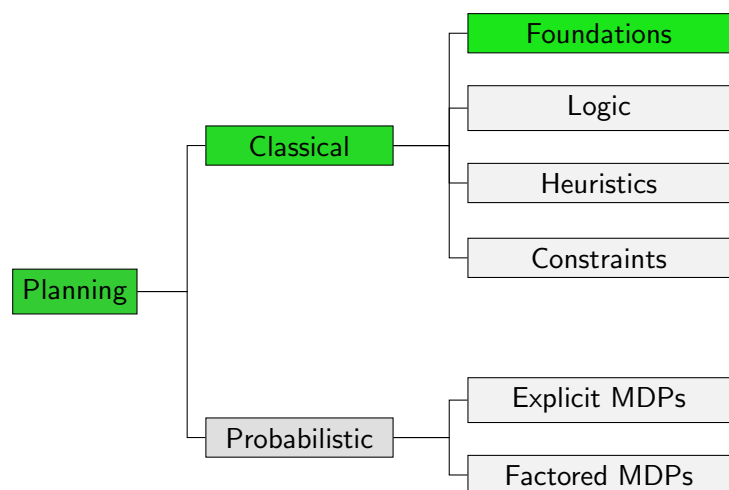 Planning
Classical
Foundations
Logic
Heuristics
Constraints
Probabilistic
Explicit MDPs
Factored MDPs